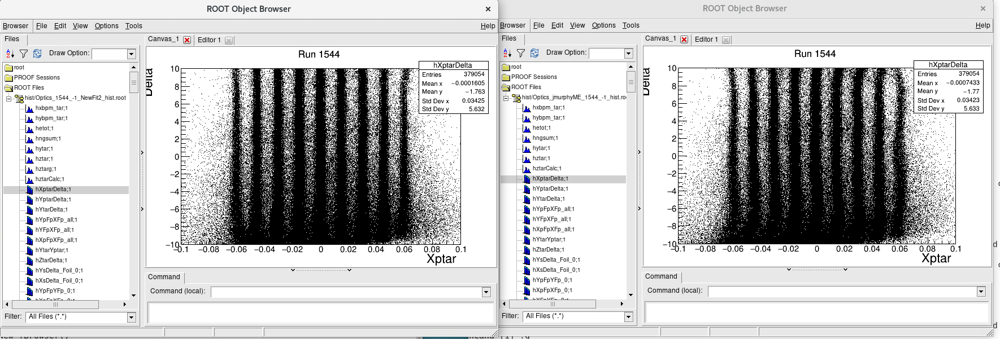 ROOT Object Browser
Browser File Edit View Options Tools Help
Files
Canvas_1 Editor 1
Draw Option:
root
PROOF Sessions
ROOT Files
hist/Optics_1544_-1_NewFit2_hist.root
hxbpm_tar;1
hybpm_tar;1
hetot;1
hngsum;1
hytar;1
hztar;1
hztarg;1
hztarCalc;1
hXptarDelta;1
hYptarDelta;1
hYtarDelta;1
hYpFpXFp_all;1
hYFpXFp_all;1
hXpFpXFp_all;1
hYtarYptar;1
hZtarDelta;1
hYsDelta_Foil_0;1
hXsDelta_Foil_0;1
hYpFpYFp_0;1
Filter: All Files (*.*)
Run 1544
hXptarDelta
Entries 379054
Mean x −0.0001605
Mean y −1.763
Std Dev x 0.03425
Std Dev y 5.632
Delta
10
8
6
4
2
0
−2
−4
−6
−8
−10
−0.1 −0.08 −0.06 −0.04 −0.02 0 0.02 0.04 0.06 0.08 0.1
Xptar
Command
Command (local):
ROOT Object Browser
Browser File Edit View Options Tools Help
Files
Canvas_1 Editor 1
Draw Option:
root
PROOF Sessions
ROOT Files
hist/Optics_jmurphyME_1544_-1_hist.roo
hxbpm_tar;1
hybpm_tar;1
hetot;1
hngsum;1
hytar;1
hztar;1
hztarCalc;1
hXptarDelta;1
hYptarDelta;1
hYtarDelta;1
hYpFpXFp_all;1
hYFpXFp_all;1
hXpFpXFp_all;1
hYtarYptar;1
hZtarDelta;1
hYsDelta_Foil_0;1
hXsDelta_Foil_0;1
hYpFpYFp_0;1
hXpFpXFp_0;1
Filter: All Files (*.*)
Run 1544
hXptarDelta
Entries 379054
Mean x −0.0007433
Mean y −1.77
Std Dev x 0.03423
Std Dev y 5.633
Delta
10
8
6
4
2
0
−2
−4
−6
−8
−10
−0.1 −0.08 −0.06 −0.04 −0.02 0 0.02 0.04 0.06 0.08 0.1
Xptar
Command
Command (local):